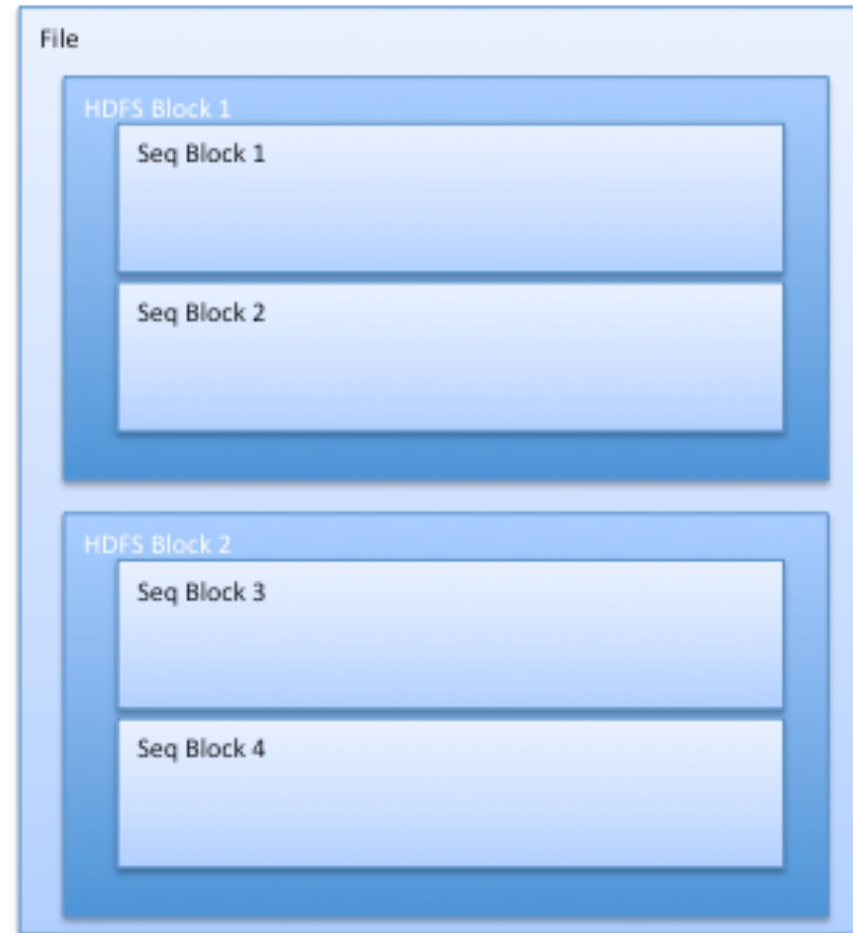 File
HDFS Block 1
Seq Block 1
Seq Block 2
HDFS Block 2
Seq Block 3
Seq Block 4